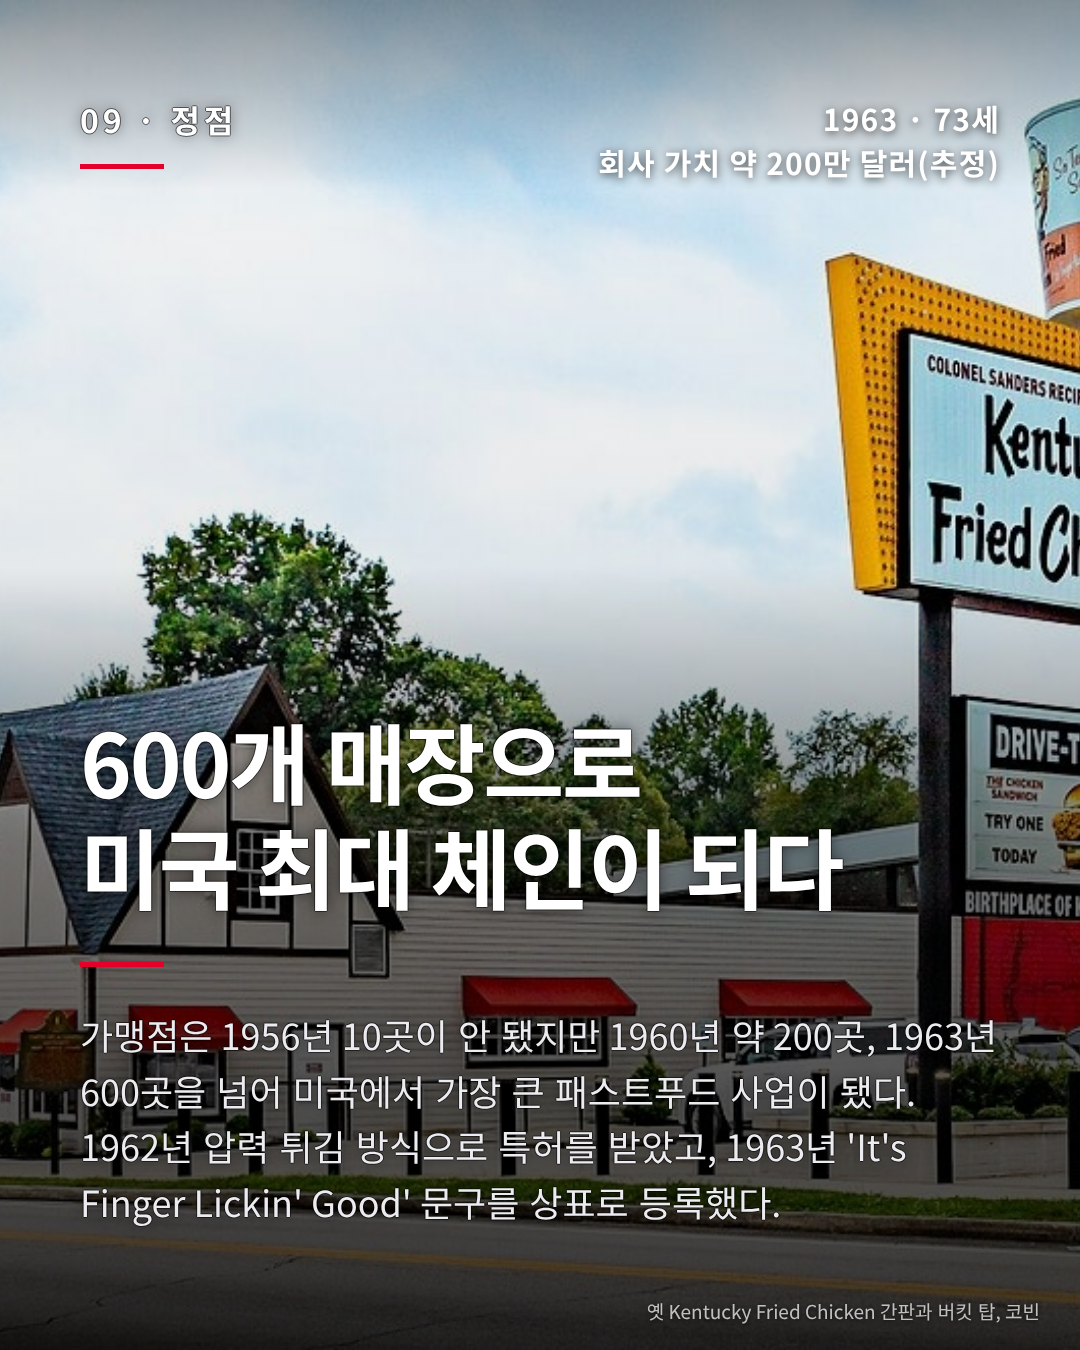 09 · 정점
1963 · 73세
회사 가치 약 200만 달러(추정)
Fried
COLONEL SANDERS
Fried
DRIVE-
THE CHICKEN
SANDWICH
TRY ONE
TODAY
BIRTHPLACE OF
600개 매장으로
미국 최대 체인이 되다
가맹점은 1956년 10곳이 안 됐지만 1960년 약 200곳, 1963년
600곳을 넘어 미국에서 가장 큰 패스트푸드 사업이 됐다.
1962년 압력 튀김 방식으로 특허를 받았고, 1963년 'It's
Finger Lickin' Good' 문구를 상표로 등록했다.
옛 Kentucky Fried Chicken 간판과 버킷 탑, 코빈